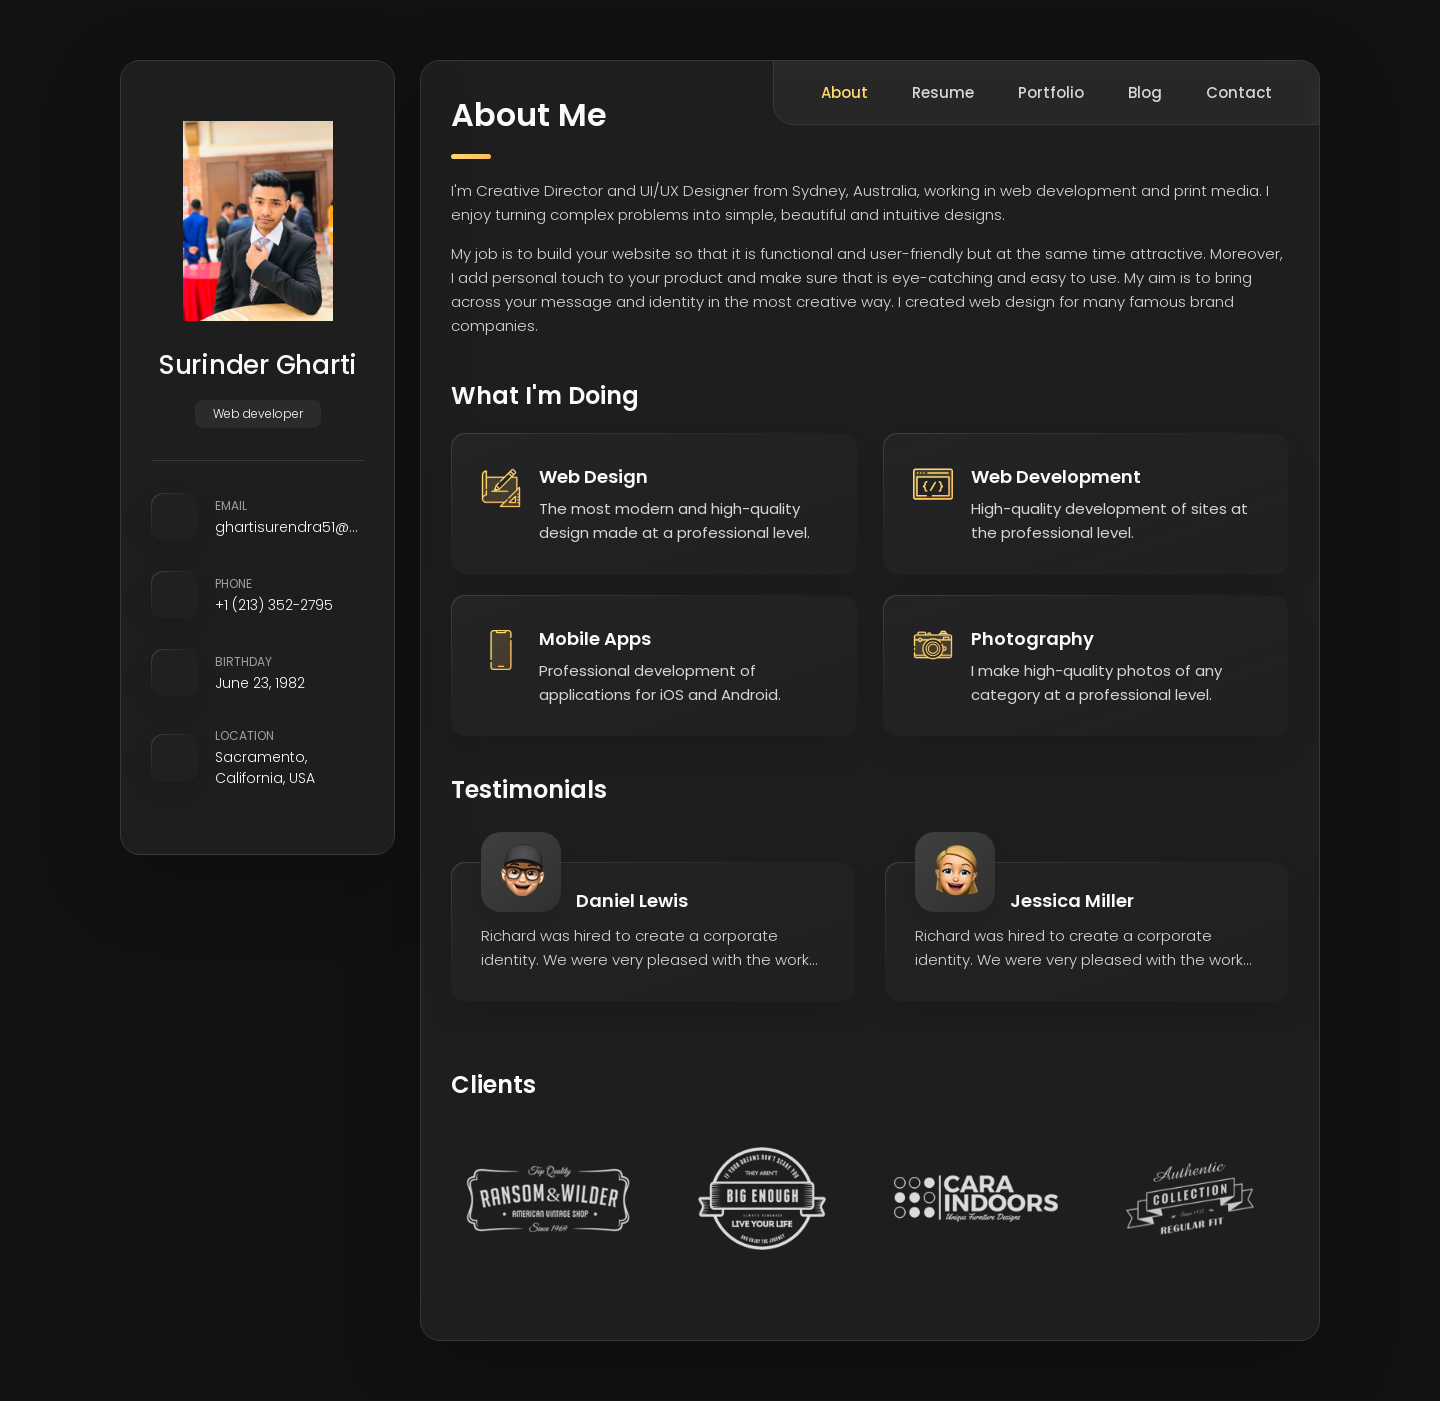 Surinder Gharti
Web developer
EMAIL
ghartisurendra51@...
PHONE
+1 (213) 352-2795
BIRTHDAY
June 23, 1982
LOCATION
Sacramento,
California, USA
About Resume Portfolio Blog Contact
About Me
I'm Creative Director and UI/UX Designer from Sydney, Australia, working in web development and print media. I
enjoy turning complex problems into simple, beautiful and intuitive designs.
My job is to build your website so that it is functional and user-friendly but at the same time attractive. Moreover,
I add personal touch to your product and make sure that is eye-catching and easy to use. My aim is to bring
across your message and identity in the most creative way. I created web design for many famous brand
companies.
What I'm Doing
Web Design
The most modern and high-quality
design made at a professional level.
Web Development
High-quality development of sites at
the professional level.
Mobile Apps
Professional development of
applications for iOS and Android.
Photography
I make high-quality photos of any
category at a professional level.
Testimonials
Daniel Lewis
Richard was hired to create a corporate
identity. We were very pleased with the work...
Jessica Miller
Richard was hired to create a corporate
identity. We were very pleased with the work...
Clients
Top Quality
RANSOM & WILDER
• AMERICAN VINTAGE SHOP •
Since 1969
IF YOUR DREAMS DON'T SCARE YOU
THEY AREN'T
BIG ENOUGH
ALWAYS REMEMBER
LIVE YOUR LIFE
AND ENJOY THE JOURNEY
CARA
INDOORS
Unique Furniture Designs
Authentic
COLLECTION
REGULAR FIT